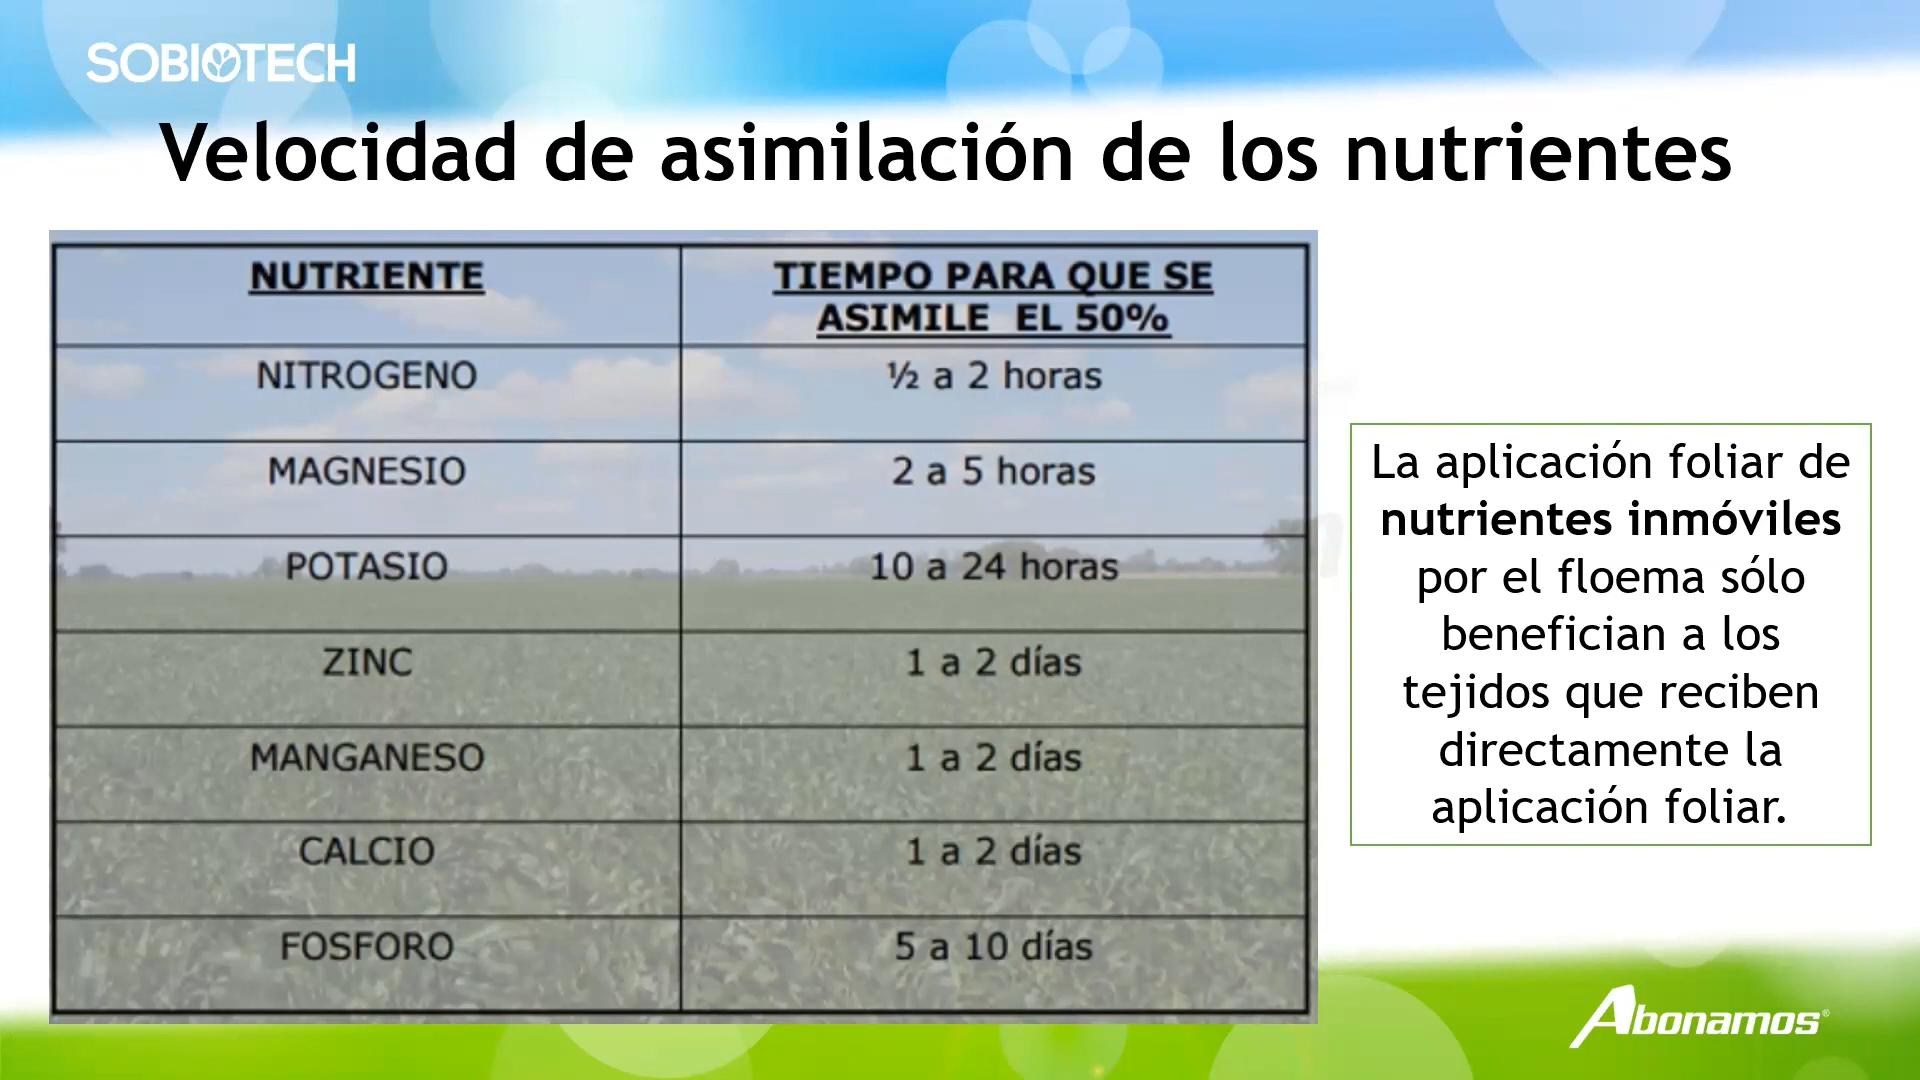 SOBIOTECH
Velocidad de asimilación de los nutrientes
NUTRIENTE
TIEMPO PARA QUE SE
ASIMILE EL 50%
NITROGENO
½ a 2 horas
MAGNESIO
2 a 5 horas
POTASIO
10 a 24 horas
ZINC
1 a 2 días
MANGANESO
1 a 2 días
CALCIO
1 a 2 días
FOSFORO
5 a 10 días
La aplicación foliar de
nutrientes inmóviles
por el floema sólo
benefician a los
tejidos que reciben
directamente la
aplicación foliar.
Abonamos®